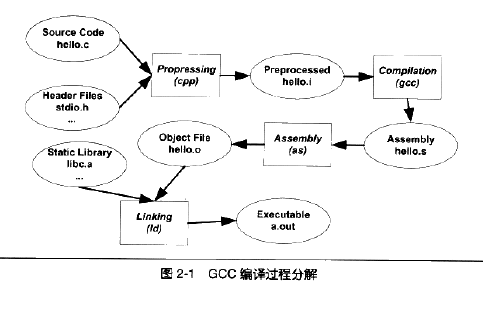 Source Code
hello.c
Propressing
(cpp)
Preprocessed
hello.i
Compilation
(gcc)
Header Files
stdio.h
...
Static Library
libc.a
...
Object File
hello.o
Assembly
(as)
Assembly
hello.s
Linking
(ld)
Executable
a.out
图 2-1 GCC 编译过程分解